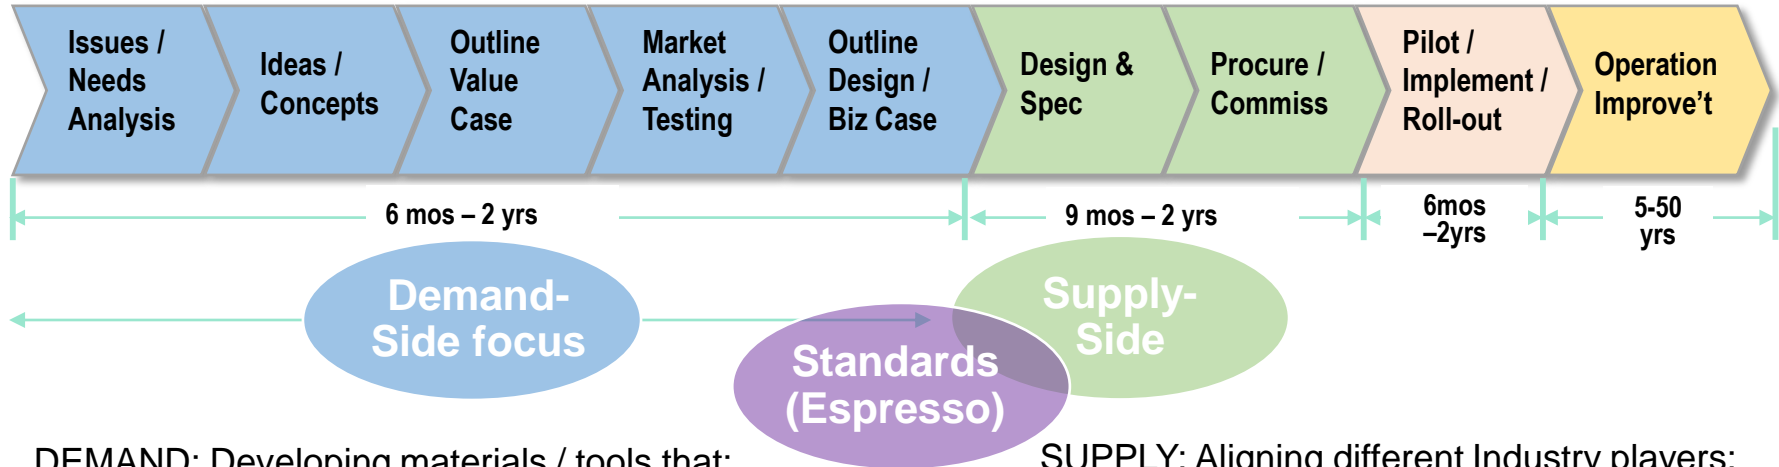 Issues /
Needs
Analysis
Ideas /
Concepts
Outline
Value
Case
Market
Analysis /
Testing
Outline
Design /
Biz Case
Design &
Spec
Procure /
Commiss
Pilot /
Implement /
Roll-out
Operation
Improve't
6 mos – 2 yrs
9 mos – 2 yrs
6mos
–2yrs
5-50
yrs
Demand-
Side focus
Supply-
Side
Standards
(Espresso)
DEMAND: Developing materials / tools that:
SUPPLY: Aligning different Industry players: